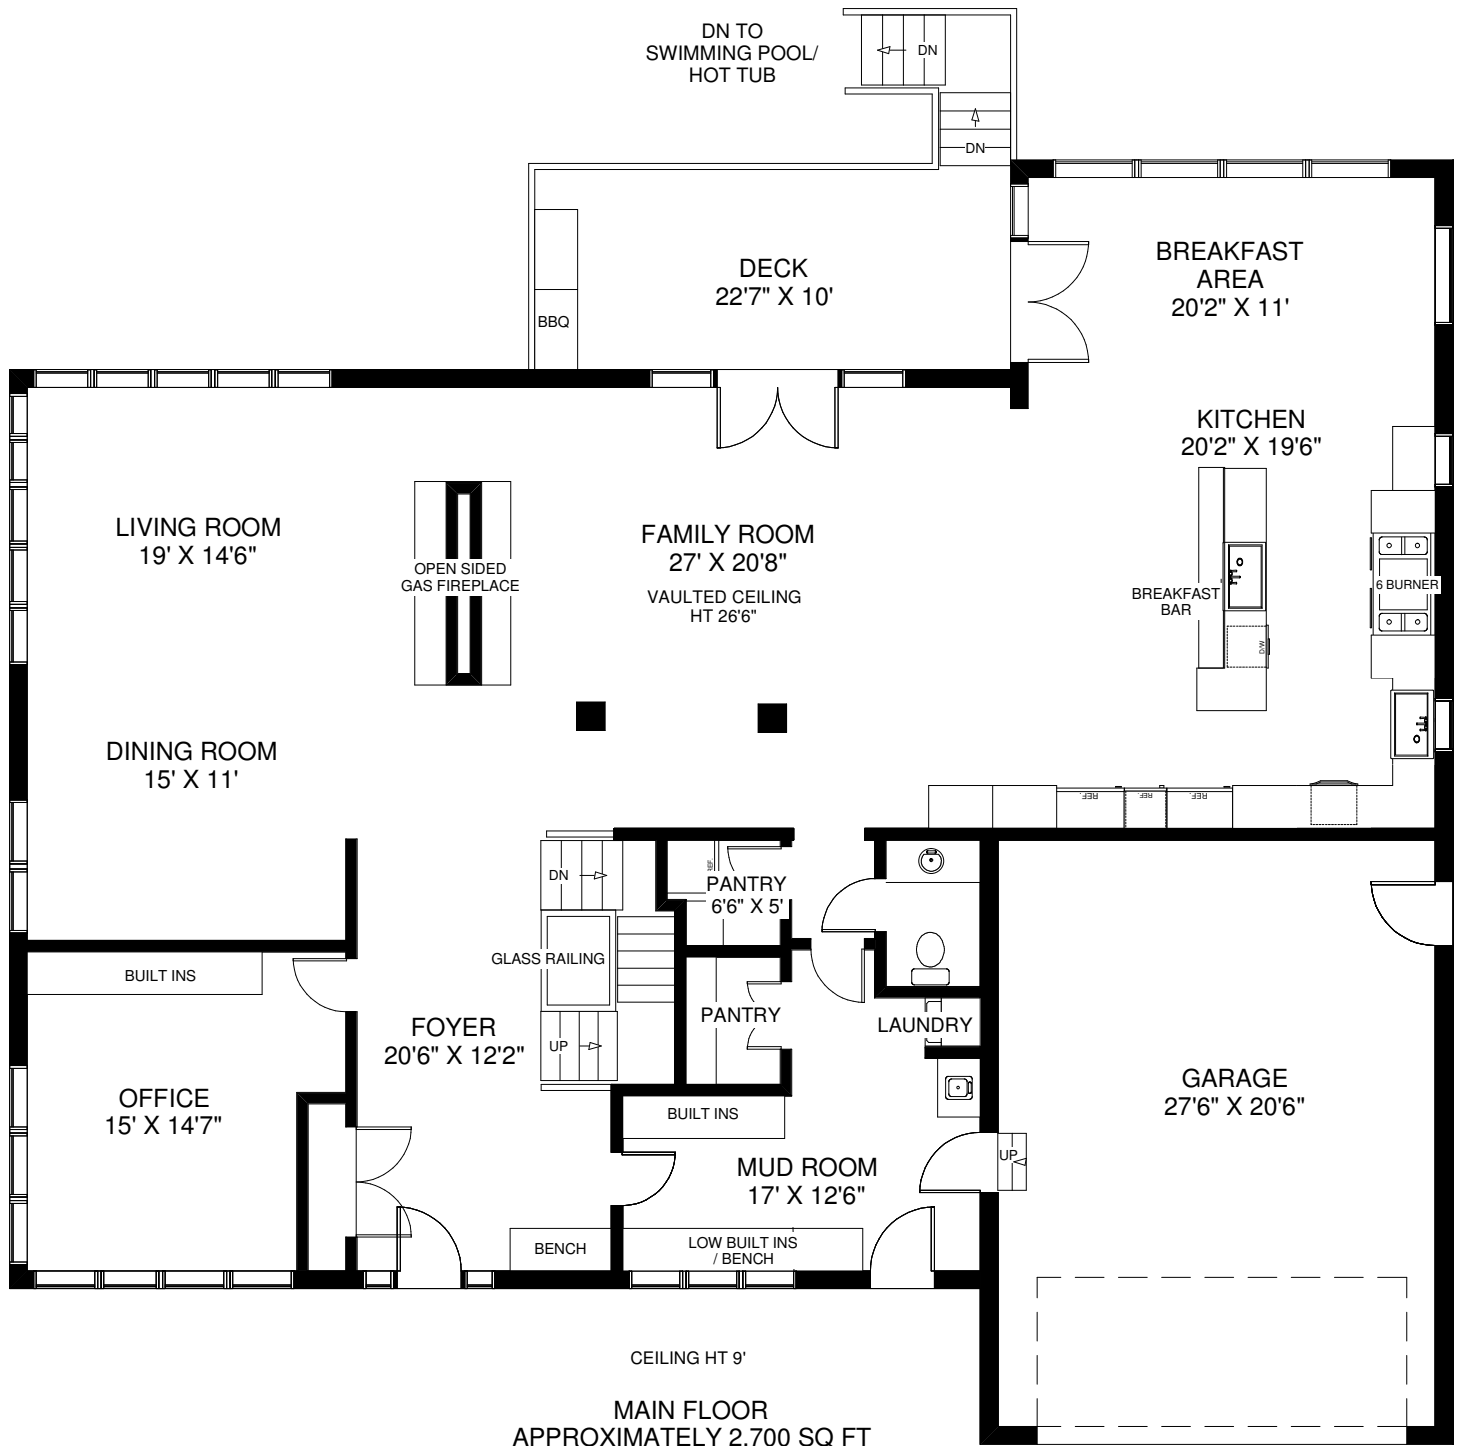 DN TO
SWIMMING POOL/
HOT TUB
DN
DN
DECK
22'7" X 10'
BBQ
BREAKFAST
AREA
20'2" X 11'
KITCHEN
20'2" X 19'6"
LIVING ROOM
19' X 14'6"
OPEN SIDED
GAS FIREPLACE
FAMILY ROOM
27' X 20'8"
VAULTED CEILING
HT 26'6"
BREAKFAST
BAR
6 BURNER
D/W
DINING ROOM
15' X 11'
REF.
REF.
REF.
DN
REF.
PANTRY
6'6" X 5'
GLASS RAILING
BUILT INS
PANTRY
LAUNDRY
FOYER
20'6" X 12'2"
UP
OFFICE
15' X 14'7"
BUILT INS
GARAGE
27'6" X 20'6"
UP
MUD ROOM
17' X 12'6"
BENCH
LOW BUILT INS
/ BENCH
CEILING HT 9'
MAIN FLOOR
APPROXIMATELY 2,700 SQ FT